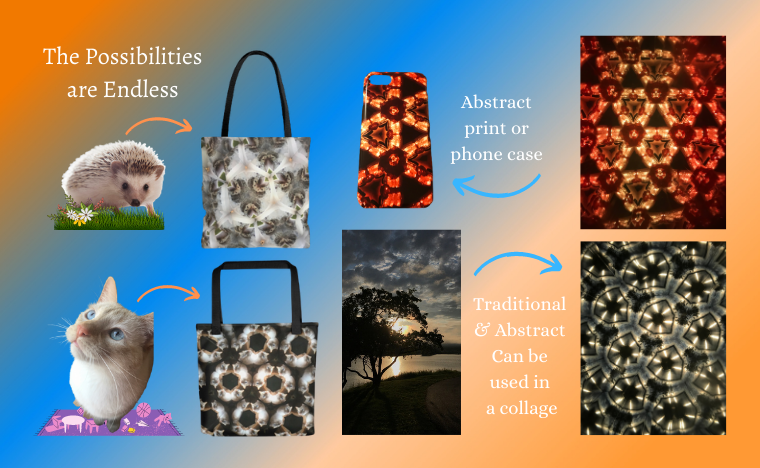 The Possibilities
are Endless
Abstract
print or
phone case
Traditional
& Abstract
Can be
used in
a collage